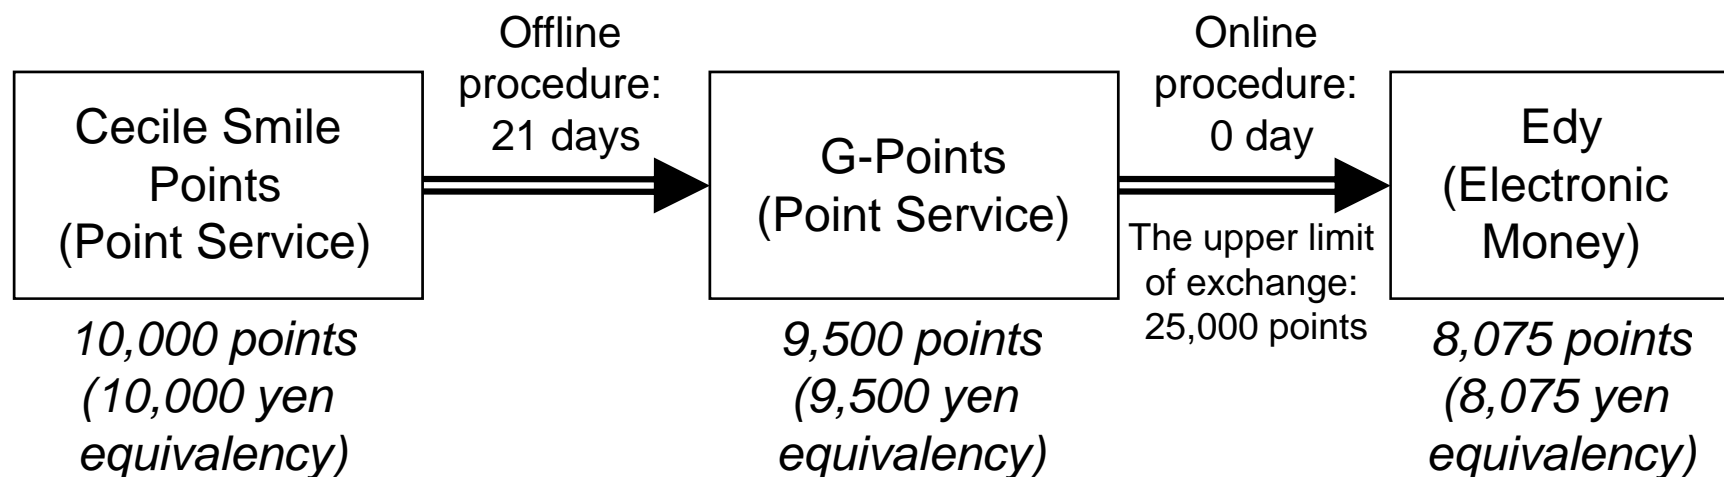 Cecile Smile
Points
(Point Service)
10,000 points
(10,000 yen
equivalency)
Offline
procedure:
21 days
G-Points
(Point Service)
9,500 points
(9,500 yen
equivalency)
Online
procedure:
0 day
The upper limit
of exchange:
25,000 points
Edy
(Electronic
Money)
8,075 points
(8,075 yen
equivalency)